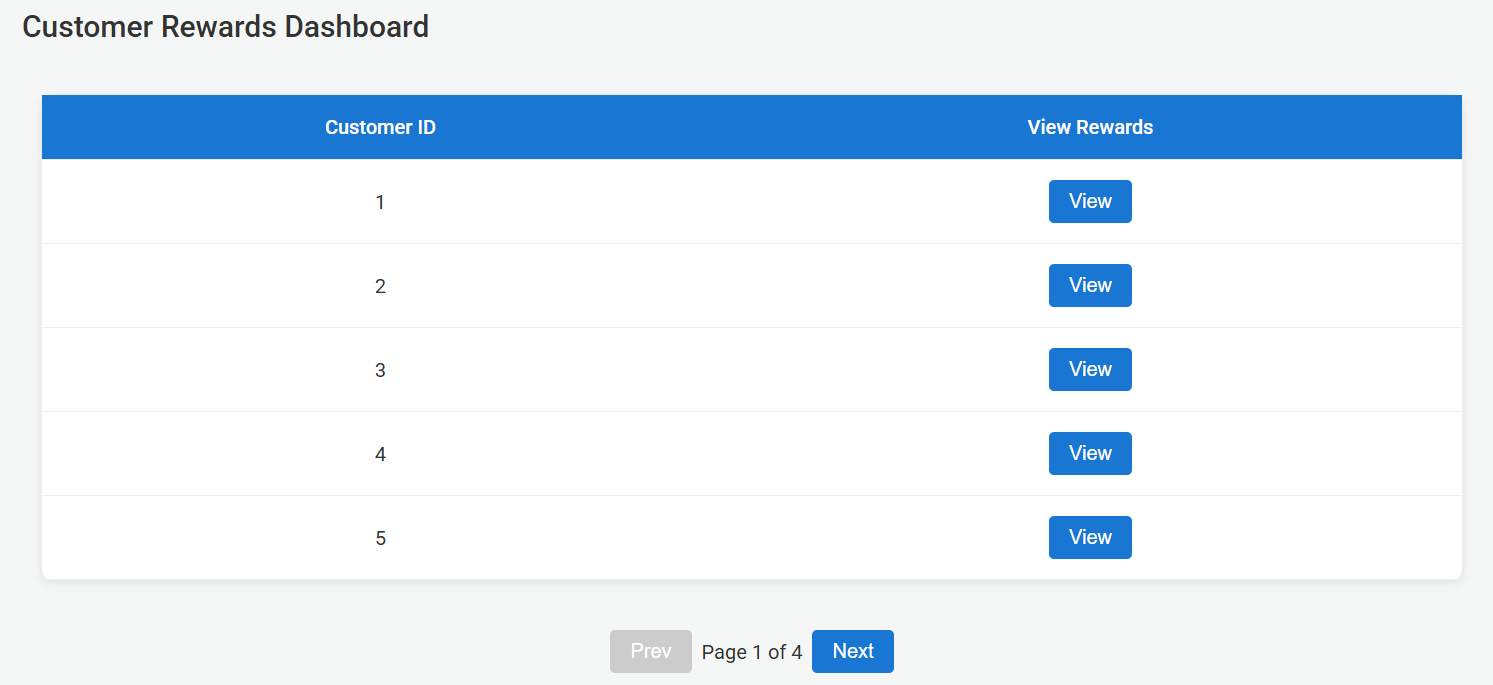 Customer Rewards Dashboard
Customer ID View Rewards
1 View
2 View
3 View
4 View
5 View
Prev Page 1 of 4 Next